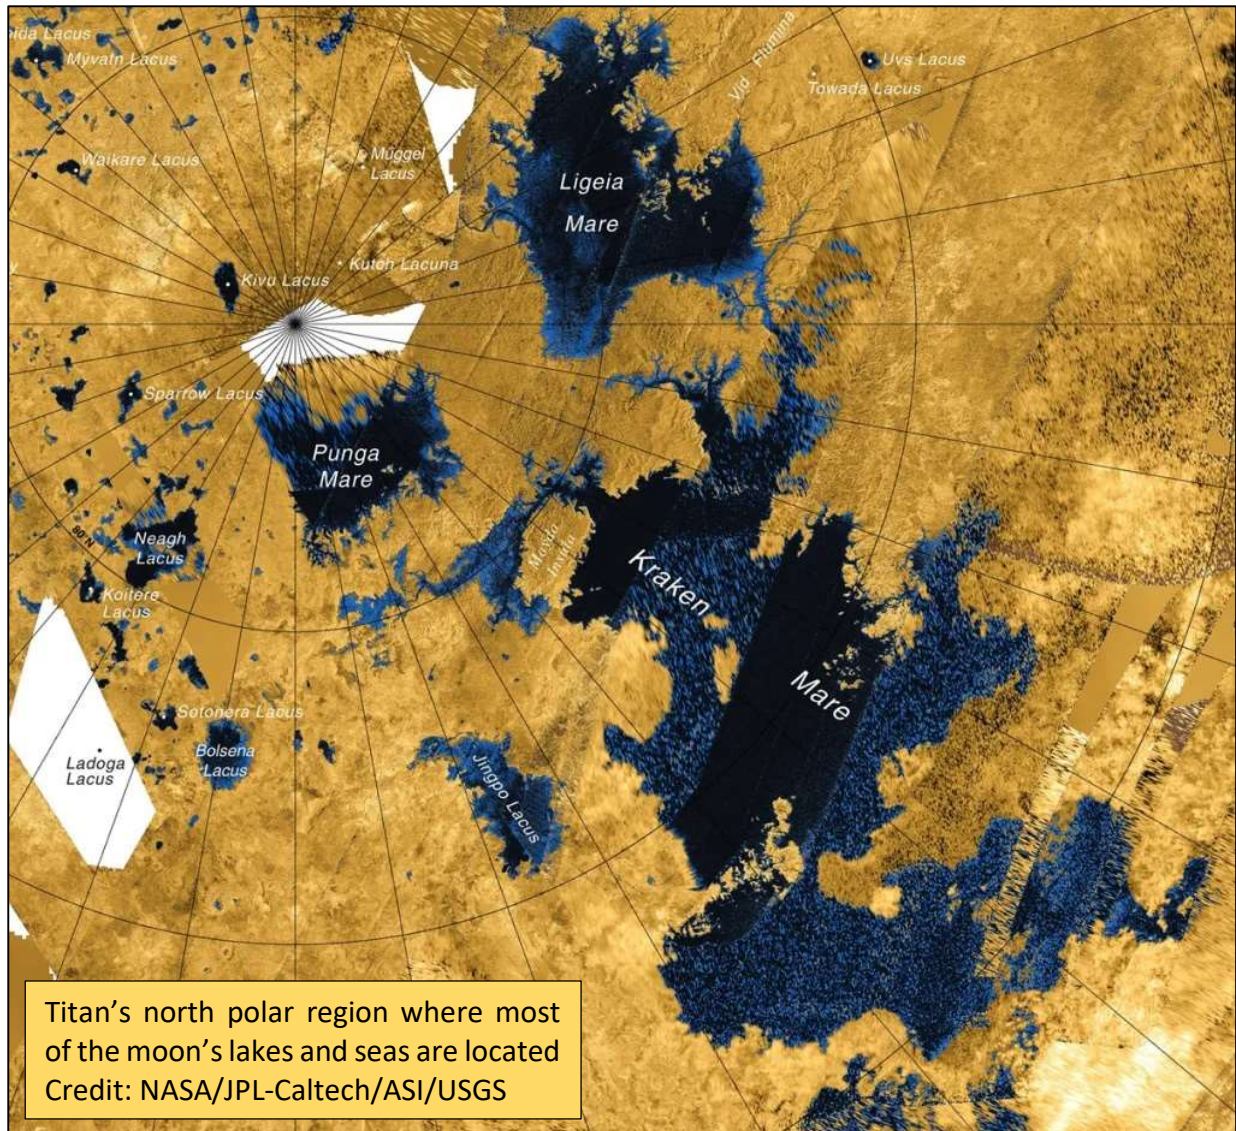 Mývatn Lacus
Uvs Lacus
Towada Lacus
Vid Flumina
Waikare Lacus
Müggel
Lacus
Ligeia
Mare
Kutch Lacuna
Kivu Lacus
Sparrow Lacus
Punga
Mare
80 N
Neagh
Lacus
Mayda
Insula
Kraken
Mare
Koitere
Lacus
Sotonera Lacus
Bolsena
Lacus
Ladoga
Lacus
Jingpo Lacus
Titan’s north polar region where most
of the moon’s lakes and seas are located
Credit: NASA/JPL-Caltech/ASI/USGS